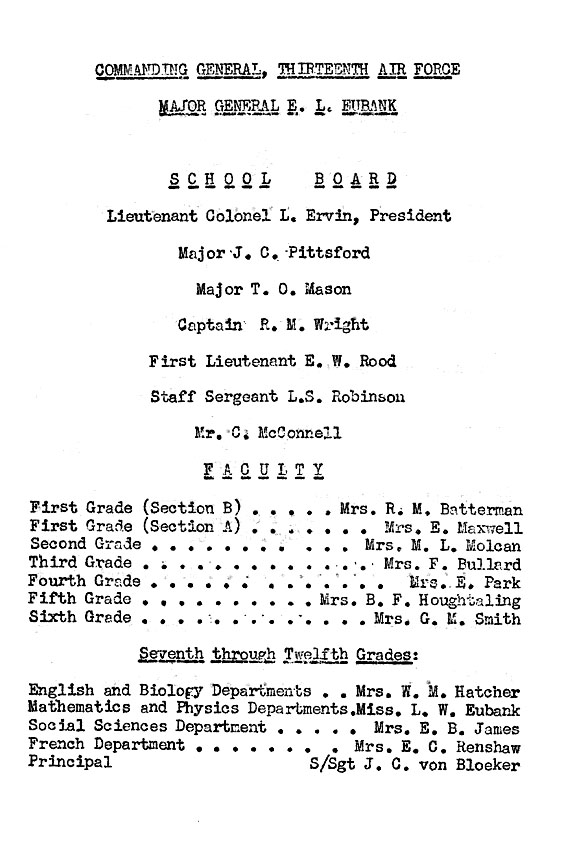 COMMANDING GENERAL, THIRTEENTH AIR FORCE
MAJOR GENERAL E. L. EUBANK
S C H O O L   B O A R D
Lieutenant Colonel L. Ervin, President
Major J. C. Pittsford
Major T. O. Mason
Captain R. M. Wright
First Lieutenant E. W. Rood
Staff Sergeant L.S. Robinson
Mr. C. McConnell
F A C U L T Y
First Grade (Section B) . . . . . Mrs. R. M. Batterman
First Grade (Section A) . . . . . . . Mrs. E. Maxwell
Second Grade . . . . . . . . . . . Mrs. M. L. Molcan
Third Grade . . . . . . . . . . . . . Mrs. F. Bullard
Fourth Grade . . . . . . . . . . . . . Mrs. E. Park
Fifth Grade . . . . . . . . . . Mrs. B. F. Houghtaling
Sixth Grade . . . . . . . . . . . . . Mrs. G. M. Smith
Seventh through Twelfth Grades:
English and Biology Departments . . Mrs. W. M. Hatcher
Mathematics and Physics Departments.Miss. L. W. Eubank
Social Sciences Department . . . . . Mrs. E. B. James
French Department . . . . . . . . Mrs. E. C. Renshaw
Principal S/Sgt J. C. von Bloeker